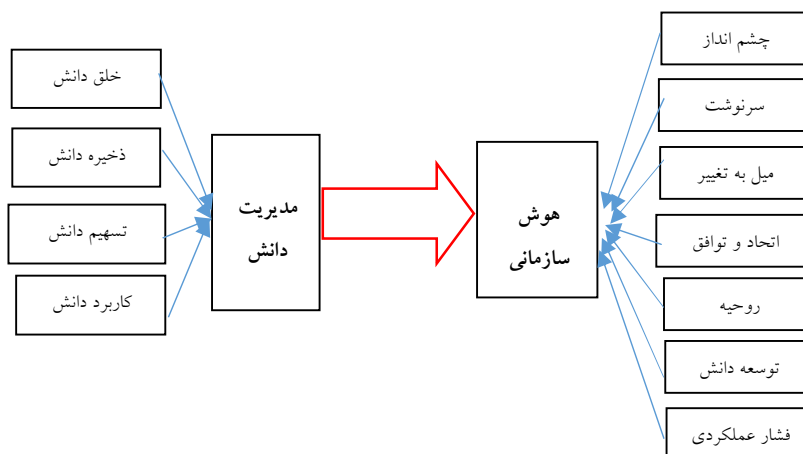 چشم انداز
سرنوشت
میل به تغییر
اتحاد و توافق
روحیه
توسعه دانش
فشار عملکردی
هوش
سازمانی
مدیریت
دانش
خلق دانش
ذخیره دانش
تسهیم دانش
کاربرد دانش